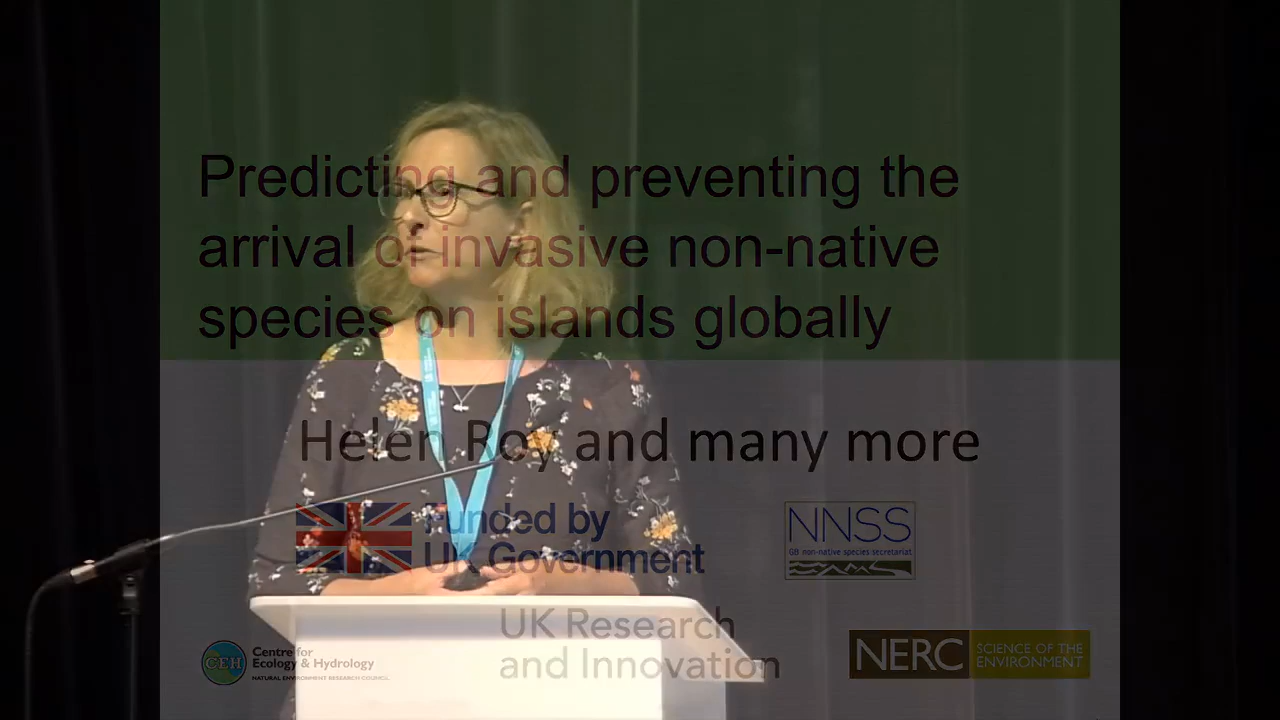 Predicting and preventing the
arrival of invasive non-native
species on islands globally
Helen Roy and many more
Funded by
UK Government
NNSS
GB non-native species secretariat
UK Research
and Innovation
CEH
Centre for
Ecology & Hydrology
NATURAL ENVIRONMENT RESEARCH COUNCIL
NERC
SCIENCE OF THE
ENVIRONMENT